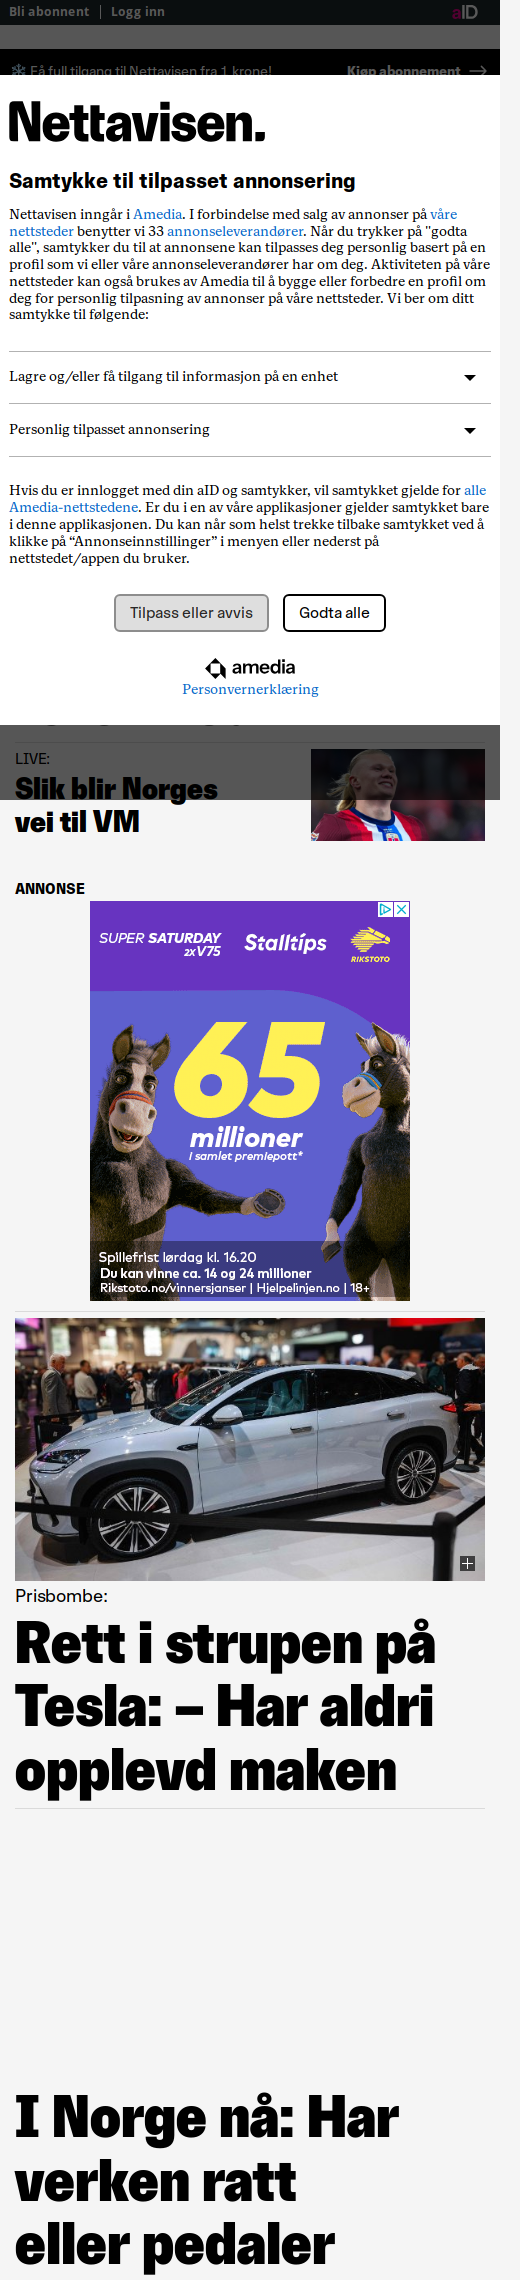 Bli abonnent | Logg inn
aID
Få full tilgang til Nettavisen fra 1 krone!
Kjøp abonnement
Nettavisen.
Samtykke til tilpasset annonsering
Nettavisen inngår i Amedia. I forbindelse med salg av annonser på våre
nettsteder benytter vi 33 annonseleverandører. Når du trykker på "godta
alle", samtykker du til at annonsene kan tilpasses deg personlig basert på en
profil som vi eller våre annonseleverandører har om deg. Aktiviteten på våre
nettsteder kan også brukes av Amedia til å bygge eller forbedre en profil om
deg for personlig tilpasning av annonser på våre nettsteder. Vi ber om ditt
samtykke til følgende:
Lagre og/eller få tilgang til informasjon på en enhet
Personlig tilpasset annonsering
Hvis du er innlogget med din aID og samtykker, vil samtykket gjelde for alle
Amedia-nettstedene. Er du i en av våre applikasjoner gjelder samtykket bare
i denne applikasjonen. Du kan når som helst trekke tilbake samtykket ved å
klikke på “Annonseinnstillinger” i menyen eller nederst på
nettstedet/appen du bruker.
Tilpass eller avvis
Godta alle
amedia
Personvernerklæring
LIVE:
Slik blir Norges
vei til VM
ANNONSE
SUPER SATURDAY
2xV75
Stalltips
RIKSTOTO
65
millioner
I samlet premiepott*
Spillefrist lørdag kl. 16.20
Du kan vinne ca. 14 og 24 millioner
Rikstoto.no/vinnersjanser | Hjelpelinjen.no | 18+
Prisbombe:
Rett i strupen på
Tesla: – Har aldri
opplevd maken
I Norge nå: Har
verken ratt
eller pedaler